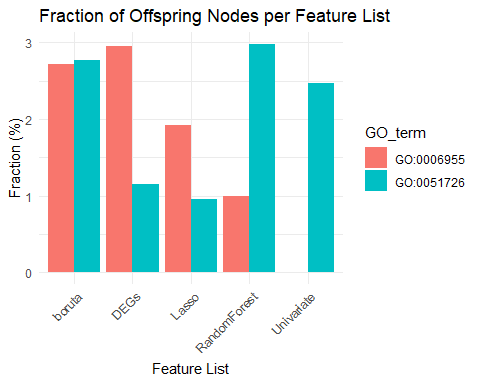 Fraction of Offspring Nodes per Feature List
Fraction (%)
3
2
1
0
boruta
DEGs
Lasso
RandomForest
Univariate
Feature List
GO_term
GO:0006955
GO:0051726